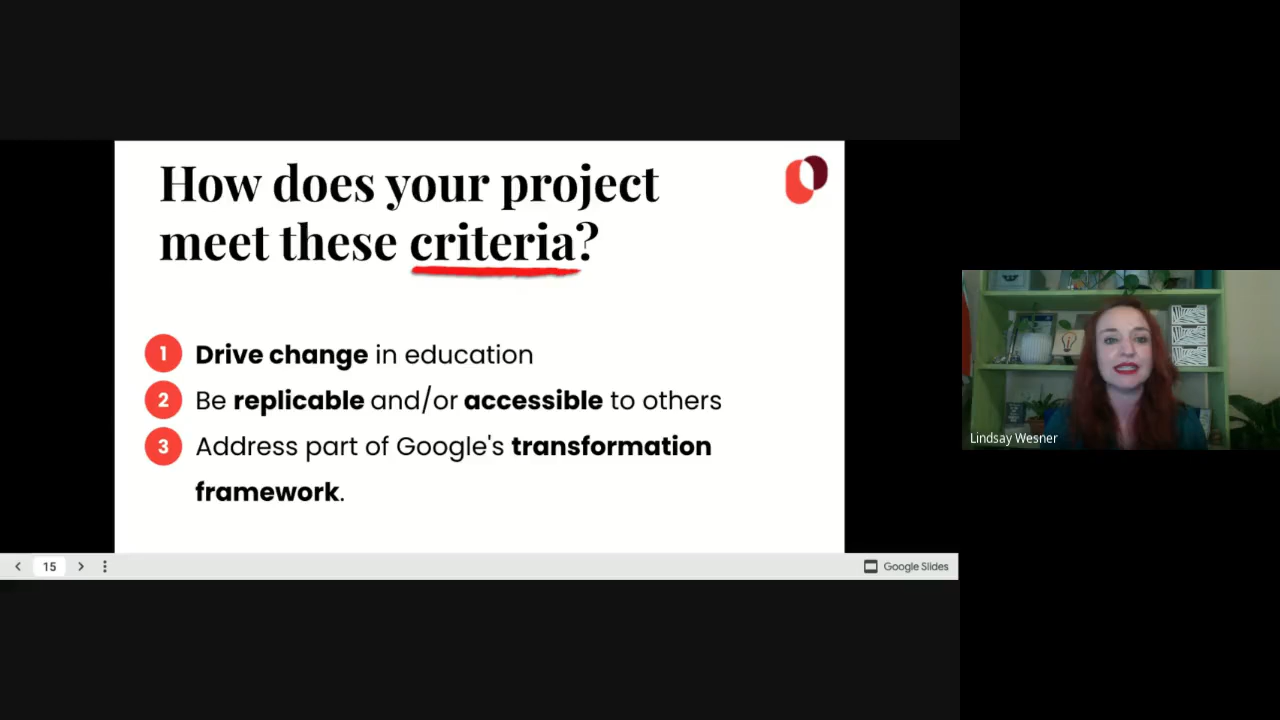 How does your project
meet these criteria?
1 Drive change in education
2 Be replicable and/or accessible to others
3 Address part of Google's transformation
framework.
15
Google Slides
Lindsay Wesner